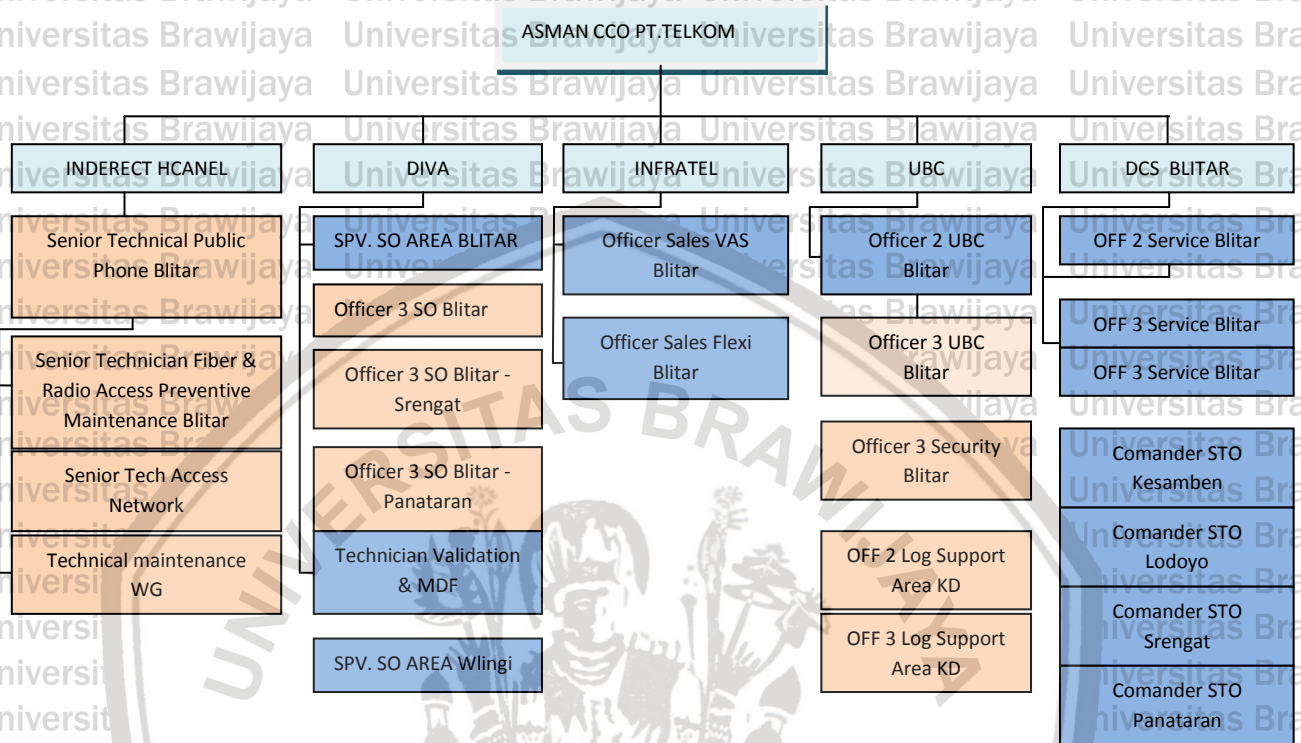 ASMAN CCO PT.TELKOM
INDERECT HCANEL
DIVA
INFRATEL
UBC
DCS BLITAR
Senior Technical Public
Phone Blitar
Senior Technician Fiber &
Radio Access Preventive
Maintenance Blitar
Senior Tech Access
Network
Technical maintenance
WG
SPV. SO AREA BLITAR
Officer 3 SO Blitar
Officer 3 SO Blitar -
Srengat
Officer 3 SO Blitar -
Panataran
Technician Validation
& MDF
SPV. SO AREA Wlingi
Officer Sales VAS
Blitar
Officer Sales Flexi
Blitar
Officer 2 UBC
Blitar
Officer 3 UBC
Blitar
Officer 3 Security
Blitar
OFF 2 Log Support
Area KD
OFF 3 Log Support
Area KD
OFF 2 Service Blitar
OFF 3 Service Blitar
OFF 3 Service Blitar
Comander STO
Kesamben
Comander STO
Lodoyo
Comander STO
Srengat
Comander STO
Panataran
UNIVERSITAS BRAWIJAYA
Universitas Brawijaya Universitas Brawijaya Universitas Brawijaya